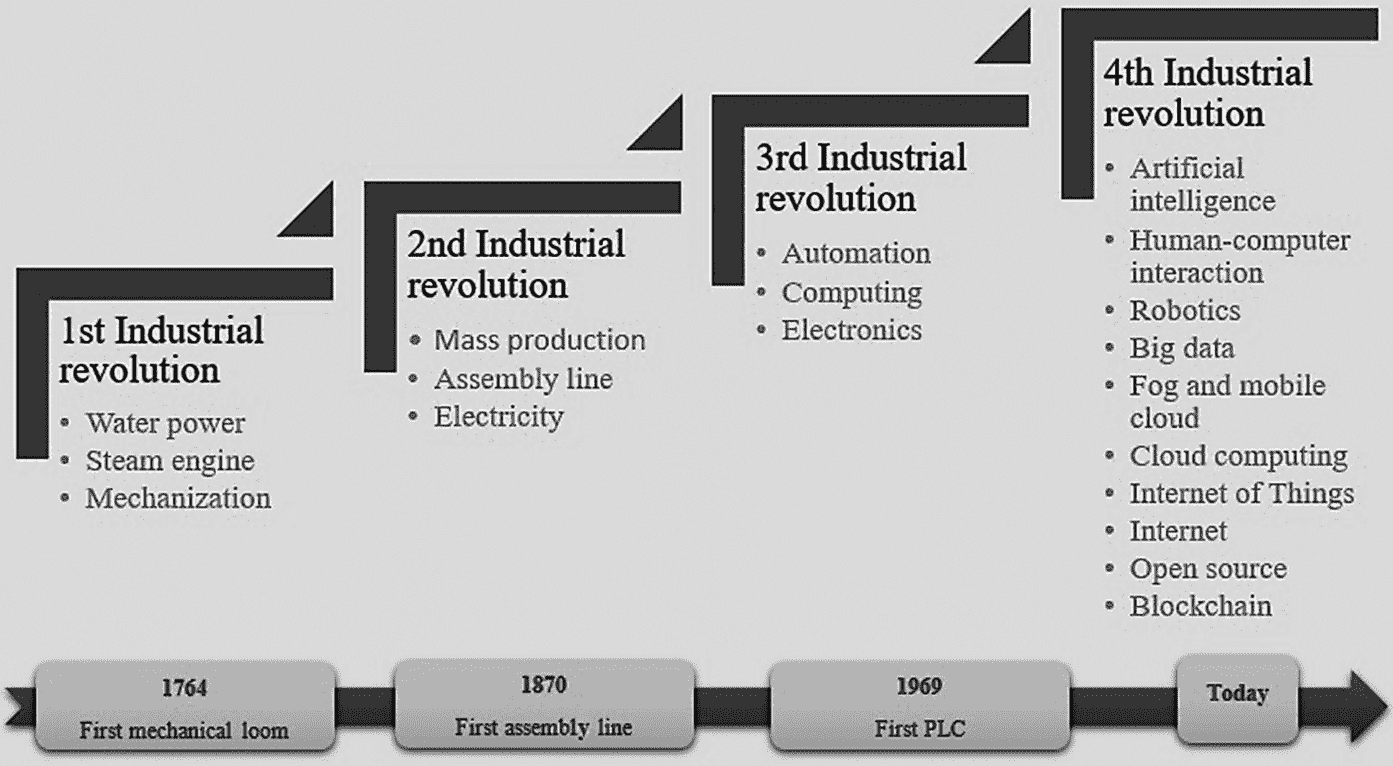 1st Industrial
revolution
• Water power
• Steam engine
• Mechanization
2nd Industrial
revolution
• Mass production
• Assembly line
• Electricity
3rd Industrial
revolution
• Automation
• Computing
• Electronics
4th Industrial
revolution
• Artificial
intelligence
• Human-computer
interaction
• Robotics
• Big data
• Fog and mobile
cloud
• Cloud computing
• Internet of Things
• Internet
• Open source
• Blockchain
1764
First mechanical loom
1870
First assembly line
1969
First PLC
Today